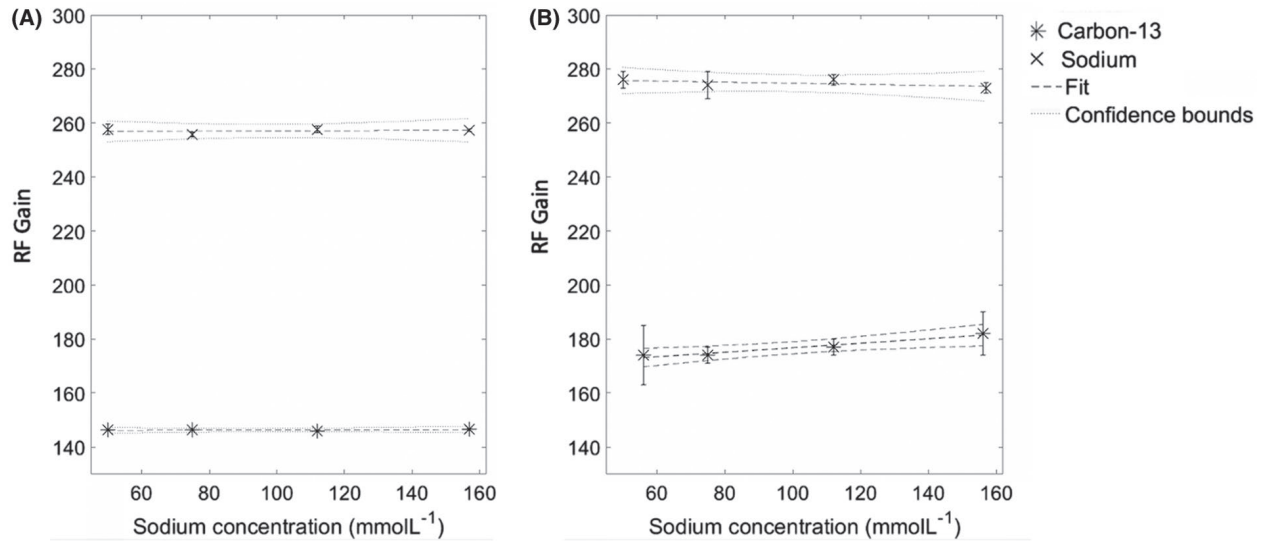 (A)
300
280
260
240
220
200
180
160
140
RF Gain
60 80 100 120 140 160
Sodium concentration (mmolL-1)
(B)
300
280
260
240
220
200
180
160
140
RF Gain
60 80 100 120 140 160
Sodium concentration (mmolL-1)
Carbon-13
Sodium
Fit
Confidence bounds